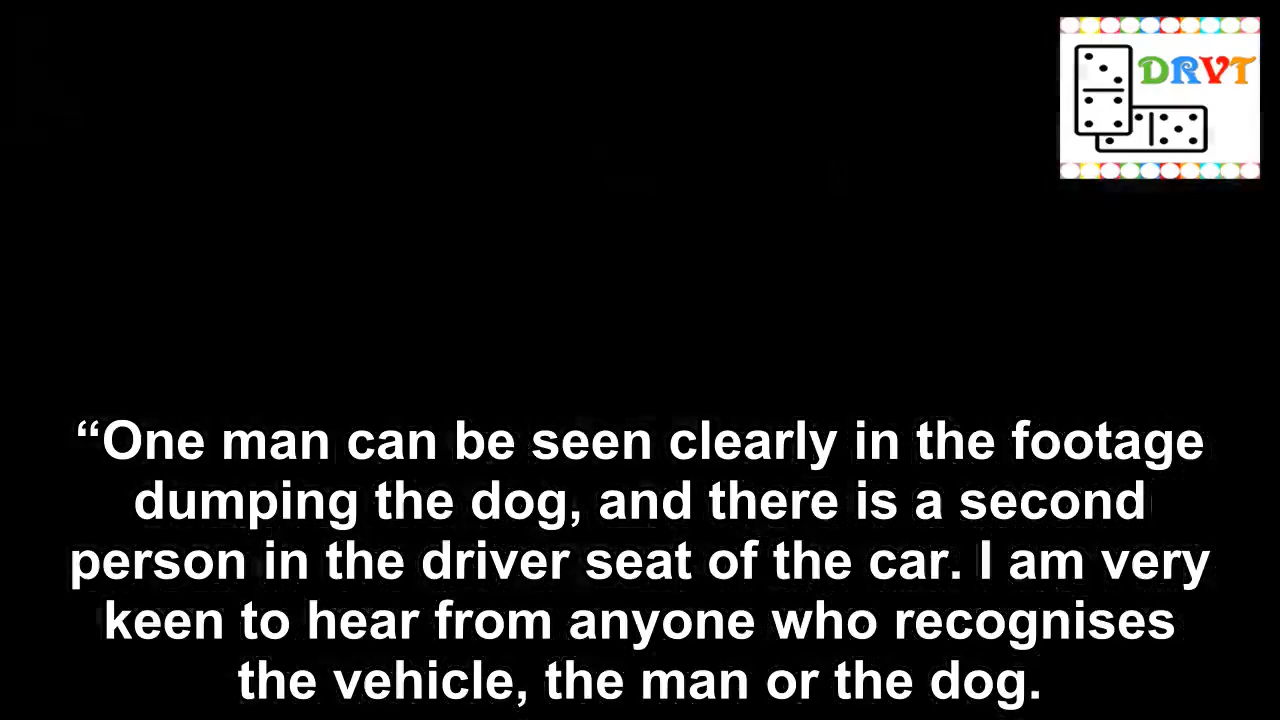 DRVT
“One man can be seen clearly in the footage
dumping the dog, and there is a second
person in the driver seat of the car. I am very
keen to hear from anyone who recognises
the vehicle, the man or the dog.